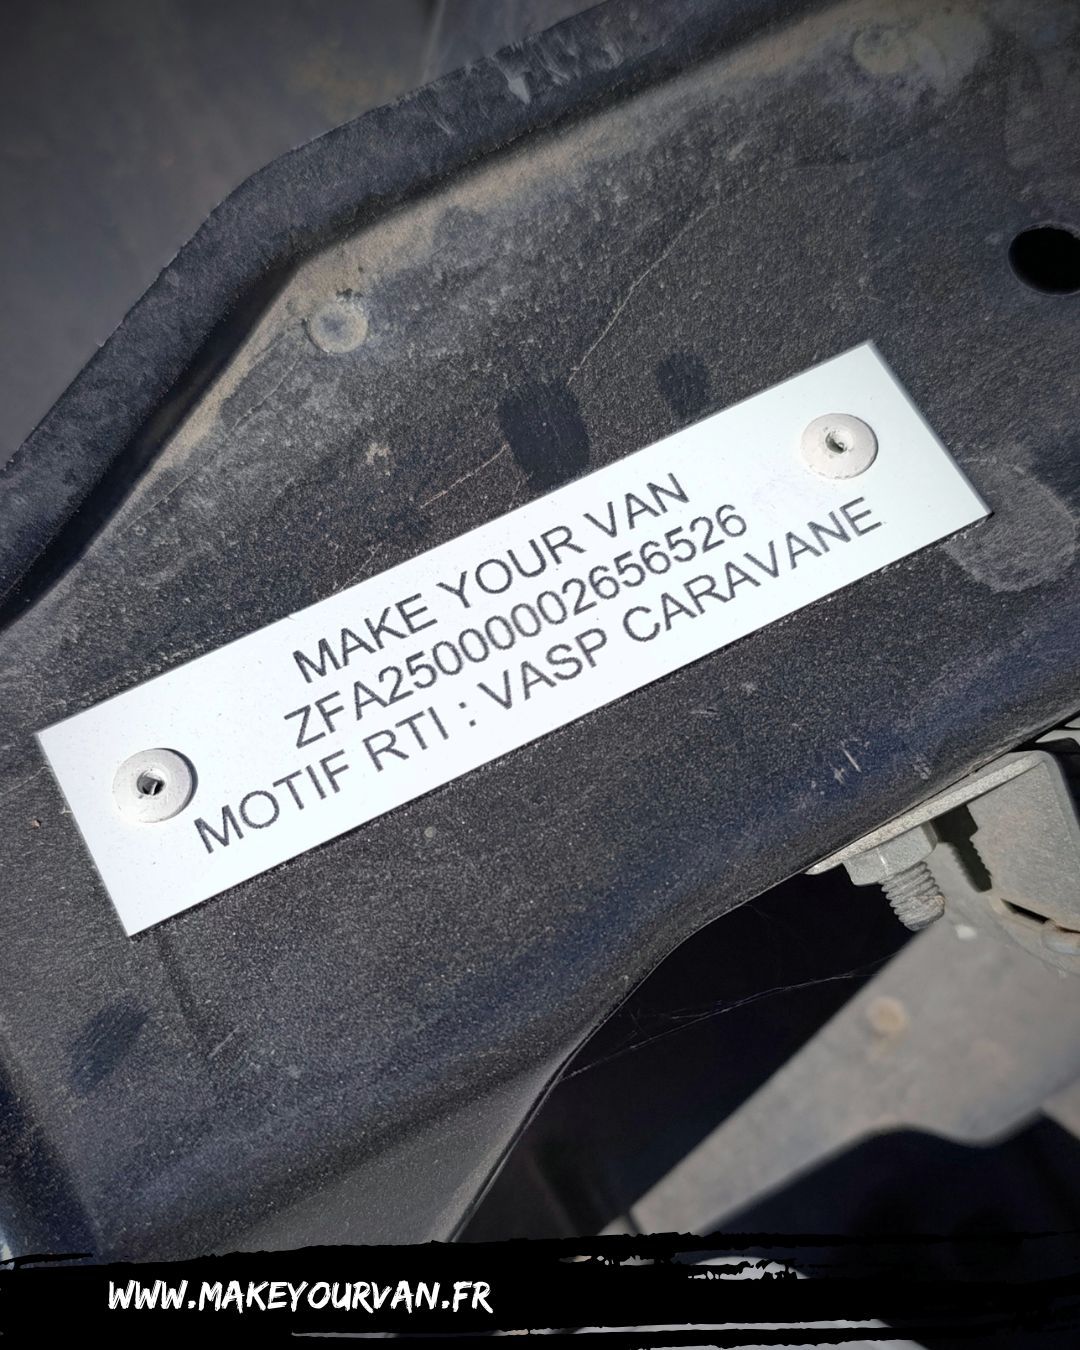 MAKE YOUR VAN
ZFA25000002656526
MOTIF RTI : VASP CARAVANE
WWW.MAKEYOURVAN.FR